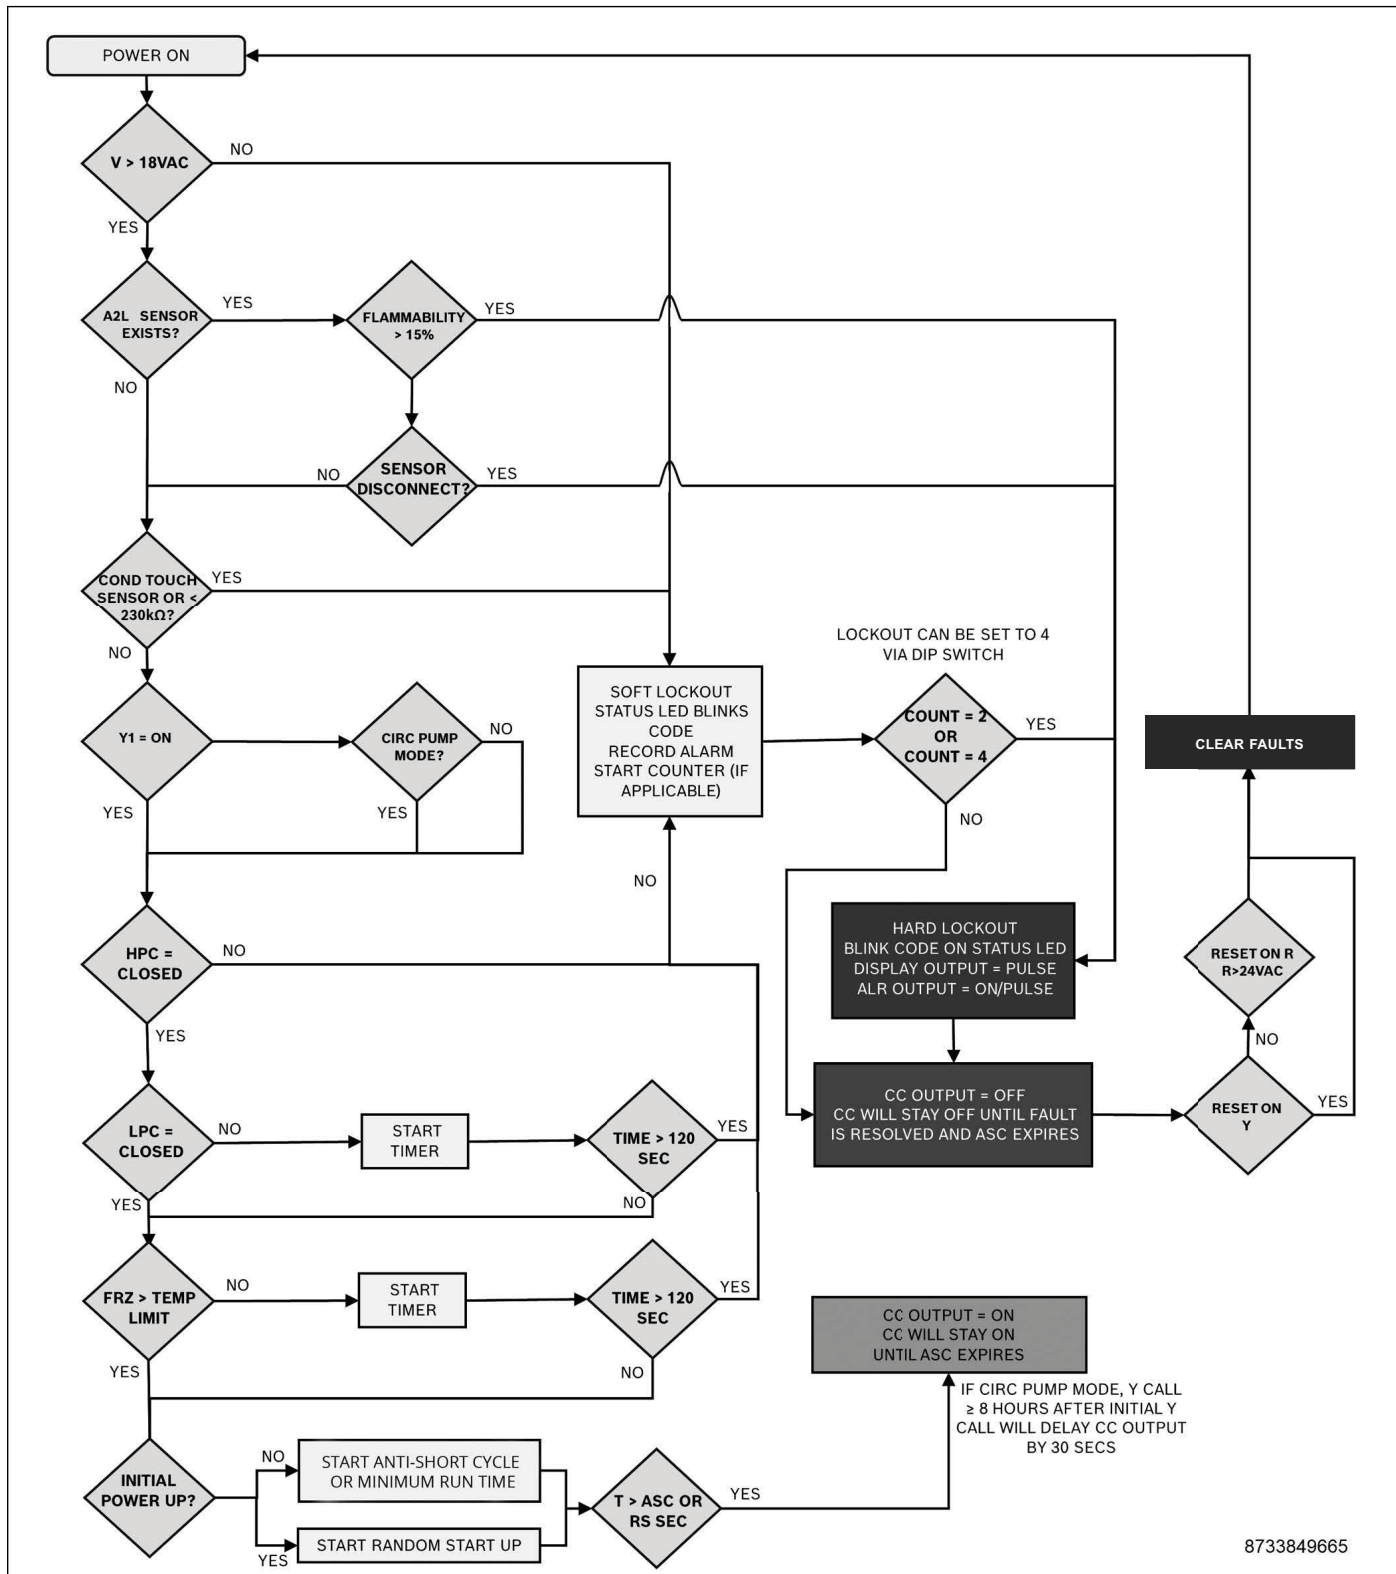 POWER ON
V > 18VAC
NO
YES
A2L SENSOR
EXISTS?
YES
NO
FLAMMABILITY
> 15%
YES
SENSOR
DISCONNECT?
NO
YES
COND TOUCH
SENSOR OR <
230kΩ?
YES
NO
Y1 = ON
YES
CIRC PUMP
MODE?
NO
YES
SOFT LOCKOUT
STATUS LED BLINKS
CODE
RECORD ALARM
START COUNTER (IF
APPLICABLE)
LOCKOUT CAN BE SET TO 4
VIA DIP SWITCH
COUNT = 2
OR
COUNT = 4
YES
NO
CLEAR FAULTS
HPC =
CLOSED
NO
YES
NO
HARD LOCKOUT
BLINK CODE ON STATUS LED
DISPLAY OUTPUT = PULSE
ALR OUTPUT = ON/PULSE
RESET ON R
R>24VAC
NO
CC OUTPUT = OFF
CC WILL STAY OFF UNTIL FAULT
IS RESOLVED AND ASC EXPIRES
RESET ON
Y
YES
LPC =
CLOSED
NO
YES
START
TIMER
TIME > 120
SEC
YES
NO
FRZ > TEMP
LIMIT
NO
YES
START
TIMER
TIME > 120
SEC
YES
NO
CC OUTPUT = ON
CC WILL STAY ON
UNTIL ASC EXPIRES
IF CIRC PUMP MODE, Y CALL
≥ 8 HOURS AFTER INITIAL Y
CALL WILL DELAY CC OUTPUT
BY 30 SECS
INITIAL
POWER UP?
NO
YES
START ANTI-SHORT CYCLE
OR MINIMUM RUN TIME
START RANDOM START UP
T > ASC OR
RS SEC
YES
8733849665